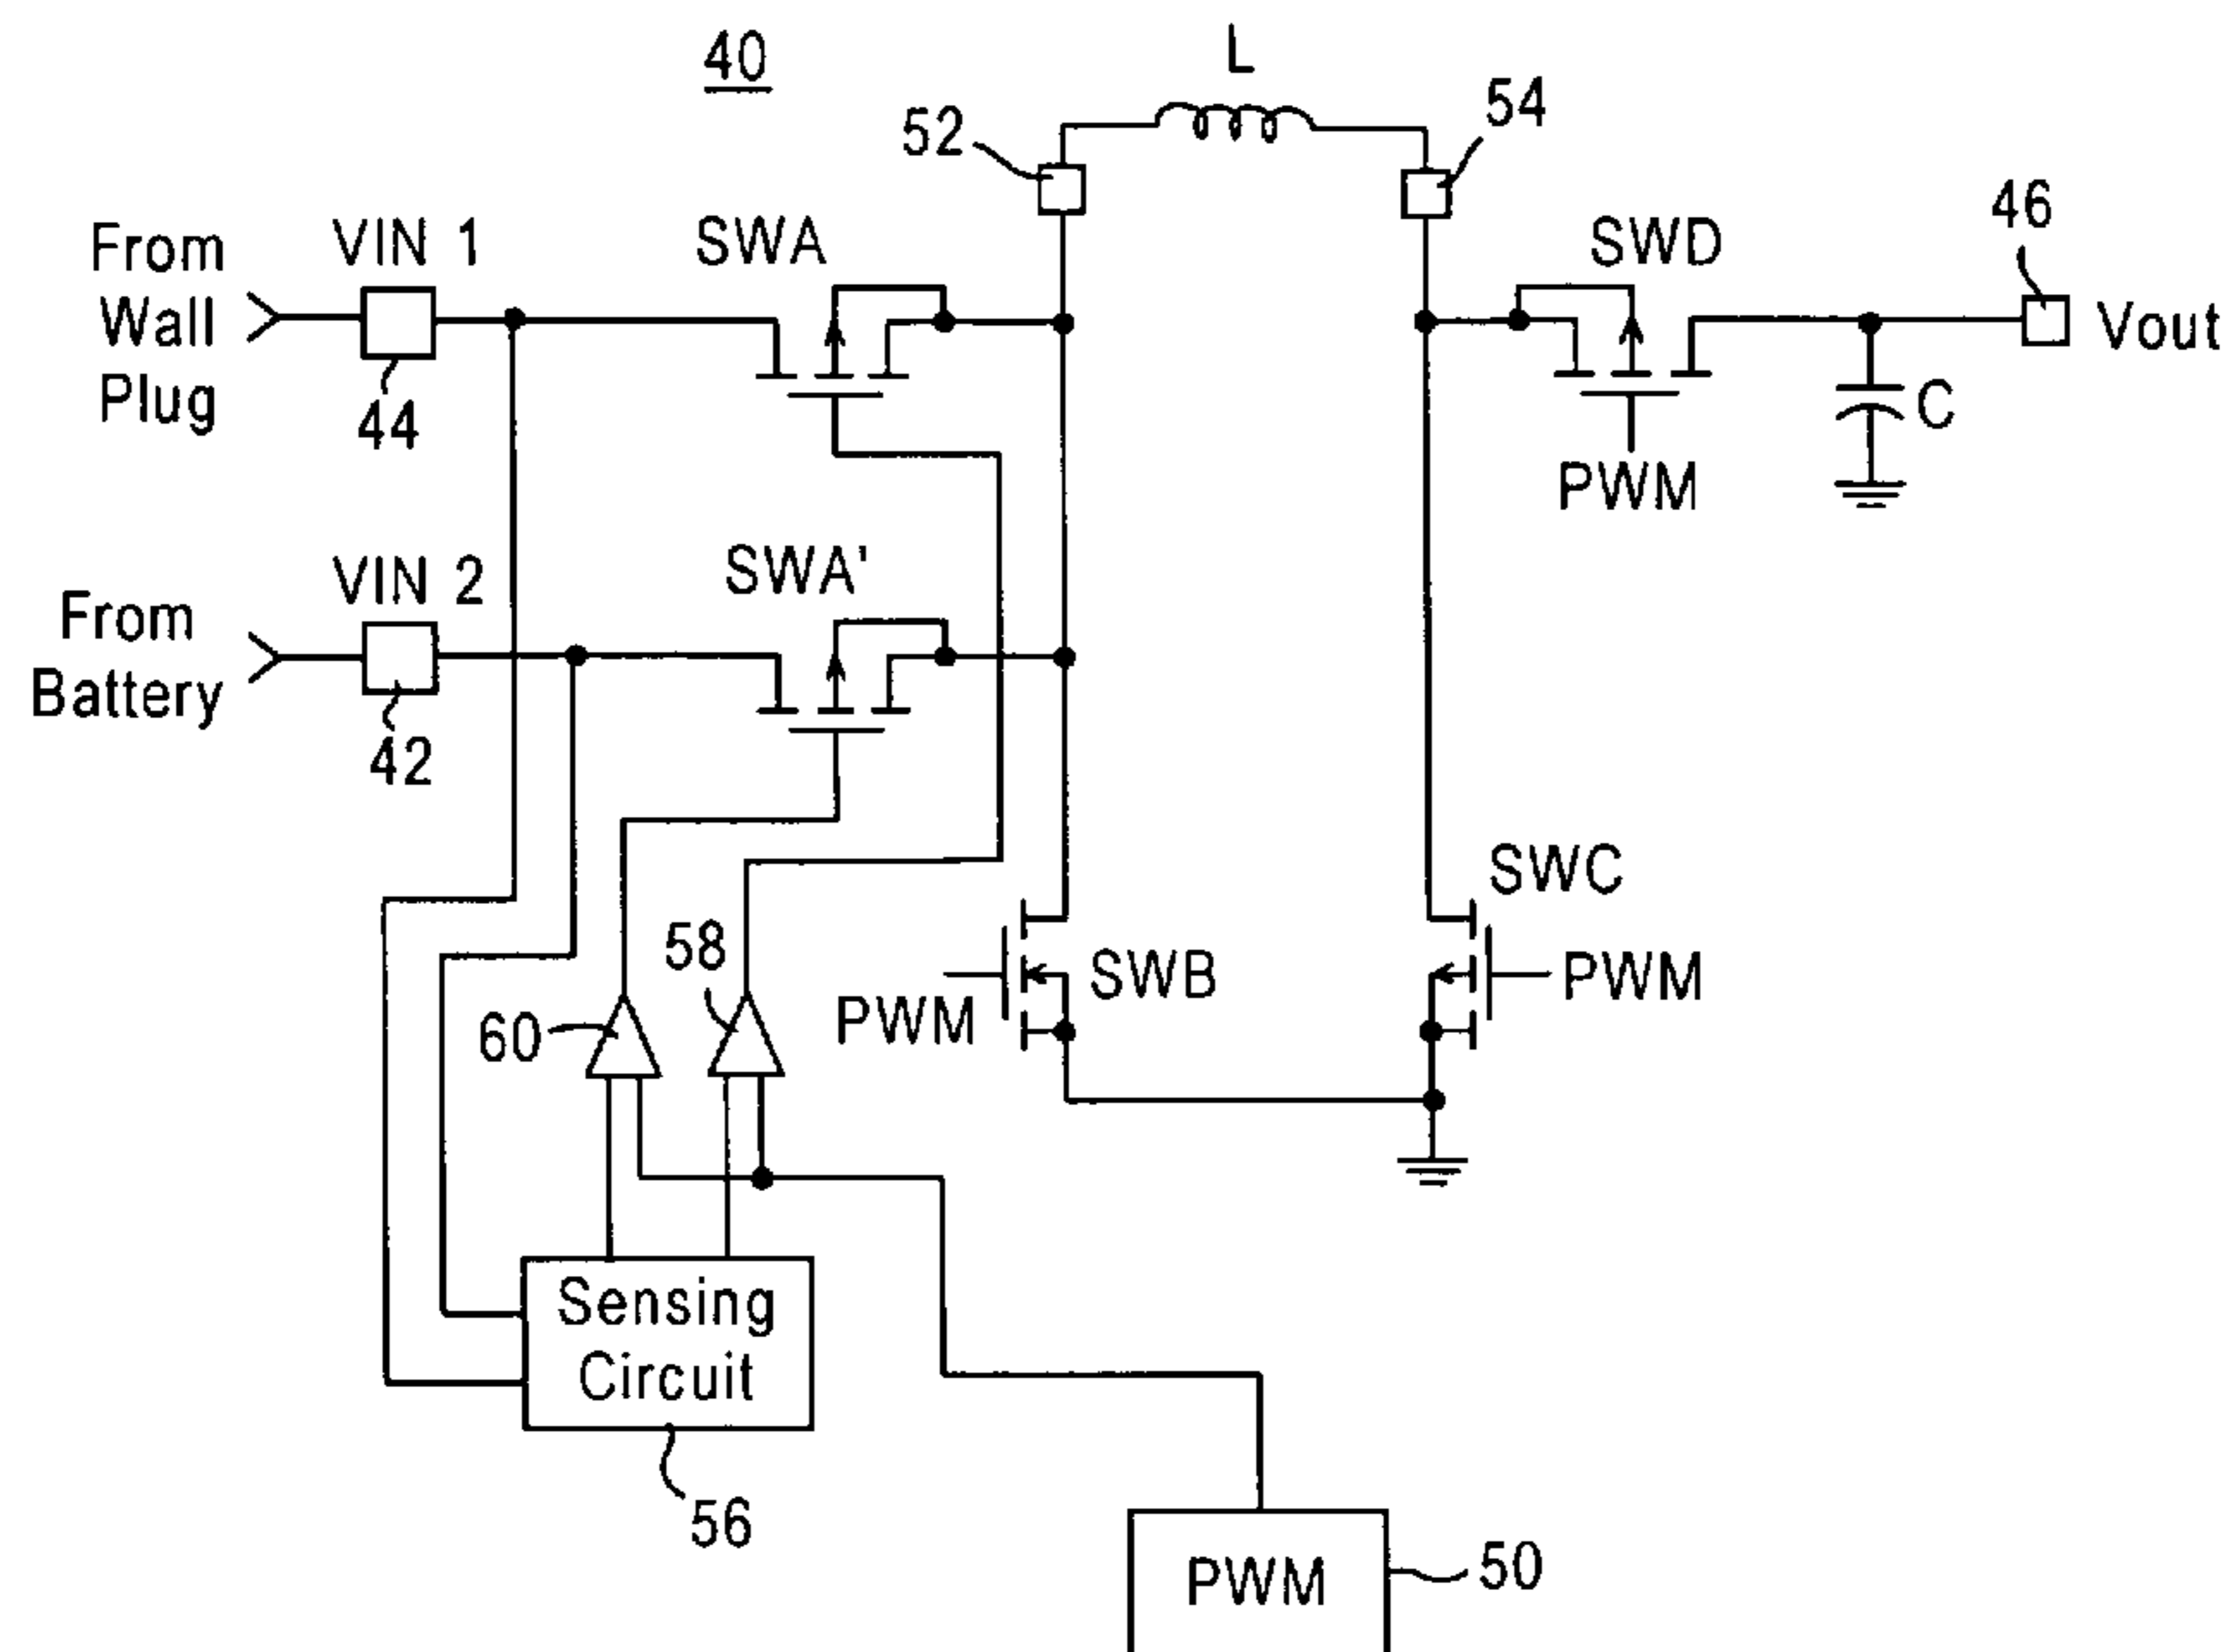 40
L
52
54
46
From
Wall
Plug
VIN 1
44
SWA
SWD
Vout
PWM
C
From
Battery
VIN 2
42
SWA'
SWC
58
60
PWM
SWB
PWM
Sensing
Circuit
56
PWM
50